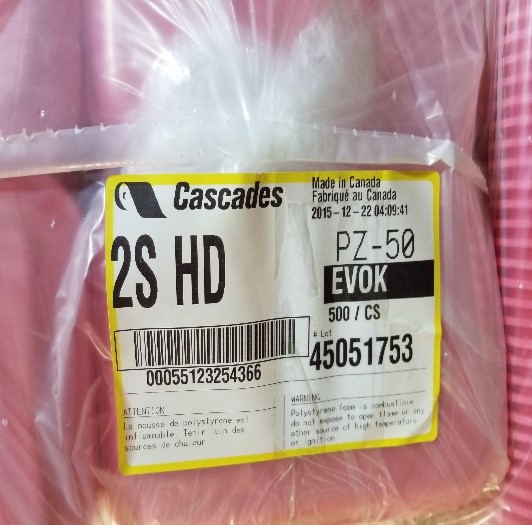 Cascades
Made in Canada
Fabriqué au Canada
2015-12-22 04:09:41
2S HD
PZ-50
EVOK
500 / CS
# Lot
45051753
00055123254366
ATTENTION
La mousse de polystyrene est
inflammable. Tenir loin des
sources de chaleur
WARNING
Polystyrene foam is combustible
do not expose to open flame or any
other source of high temperature
or ignition